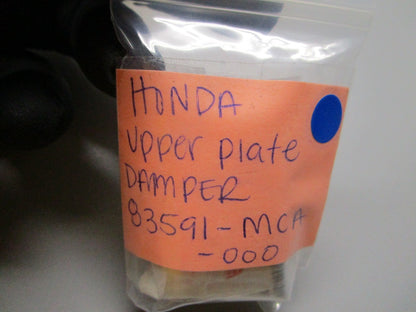 HONDA
upper plate
DAMPER
83591-MCA
-000